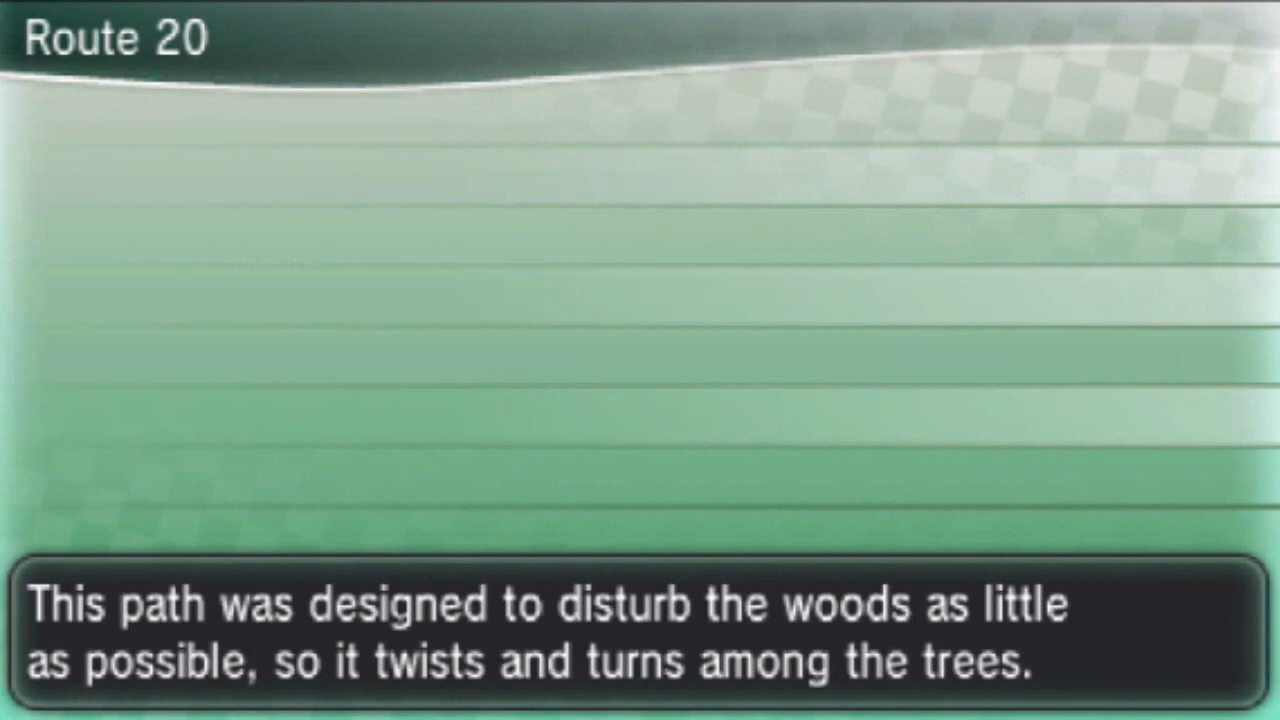 Route 20
This path was designed to disturb the woods as little
as possible, so it twists and turns among the trees.